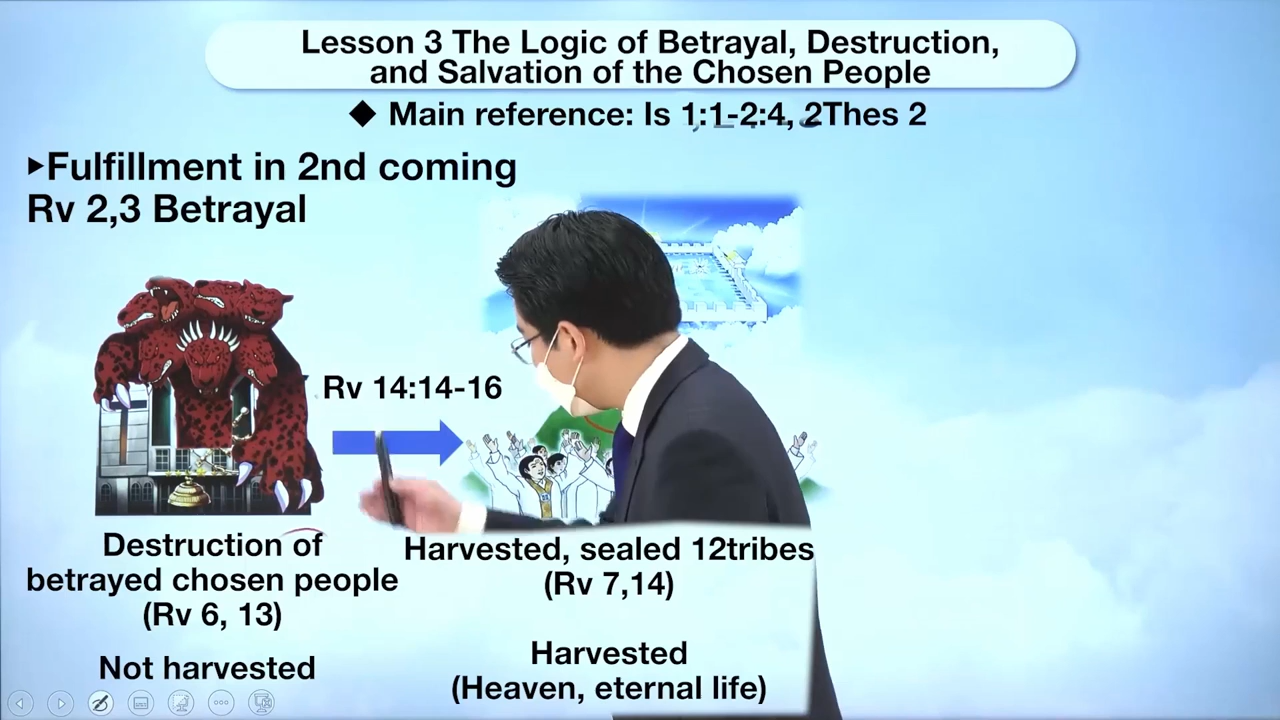 Lesson 3 The Logic of Betrayal, Destruction,
and Salvation of the Chosen People
◆ Main reference: Is 1:1-2:4, 2Thes 2
▸Fulfillment in 2nd coming
Rv 2,3 Betrayal
Rv 14:14-16
Destruction of
betrayed chosen people
(Rv 6, 13)
Not harvested
Harvested, sealed 12tribes
(Rv 7,14)
Harvested
(Heaven, eternal life)